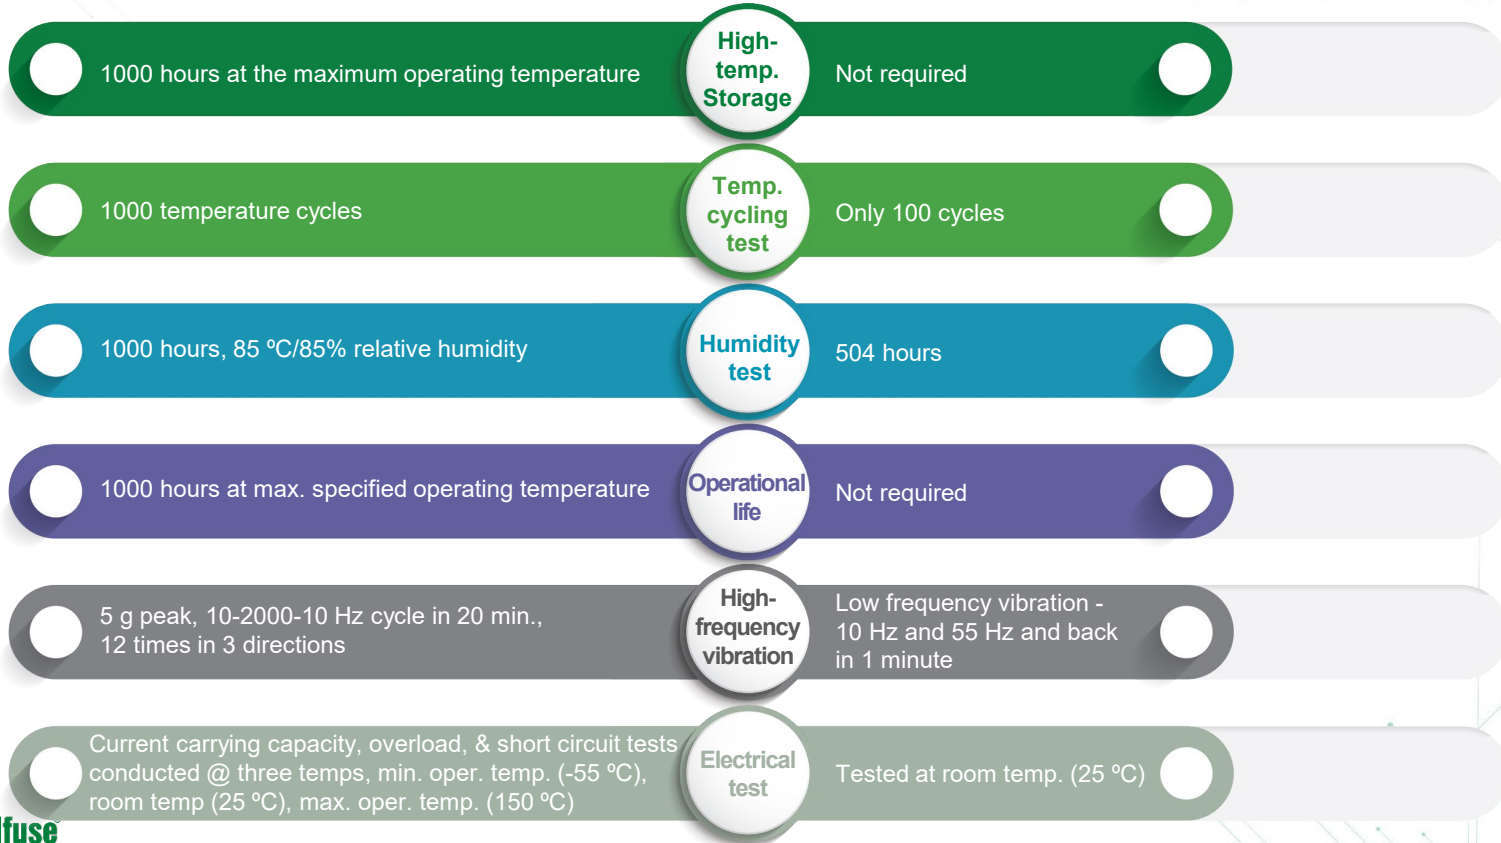 1000 hours at the maximum operating temperature
High-
temp.
Storage
Not required
1000 temperature cycles
Temp.
cycling
test
Only 100 cycles
1000 hours, 85 ºC/85% relative humidity
Humidity
test
504 hours
1000 hours at max. specified operating temperature
Operational
life
Not required
5 g peak, 10-2000-10 Hz cycle in 20 min.,
12 times in 3 directions
High-
frequency
vibration
Low frequency vibration -
10 Hz and 55 Hz and back
in 1 minute
Current carrying capacity, overload, & short circuit tests
conducted @ three temps, min. oper. temp. (-55 ºC),
room temp (25 ºC), max. oper. temp. (150 ºC)
Electrical
test
Tested at room temp. (25 ºC)